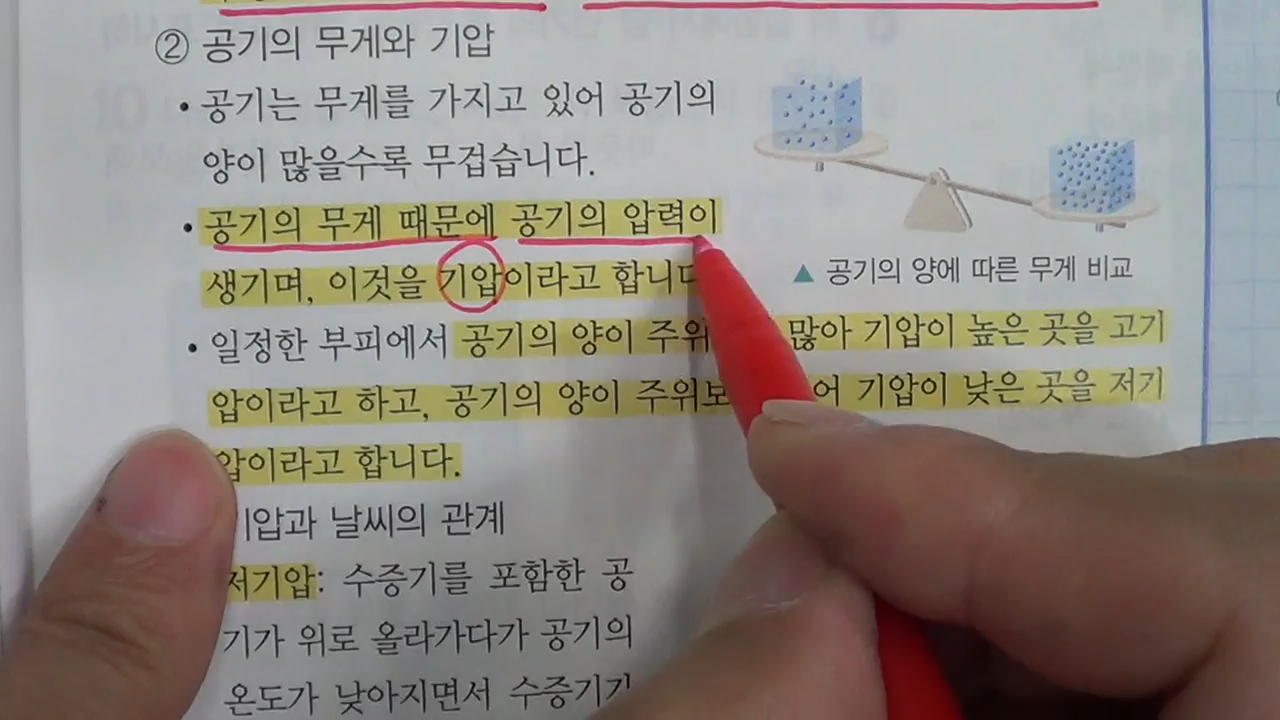 ② 공기의 무게와 기압
• 공기는 무게를 가지고 있어 공기의
양이 많을수록 무겁습니다.
• 공기의 무게 때문에 공기의 압력이
생기며, 이것을 기압이라고 합니다
▲ 공기의 양에 따른 무게 비교
• 일정한 부피에서 공기의 양이 주위 많아 기압이 높은 곳을 고기
압이라고 하고, 공기의 양이 주위보 어 기압이 낮은 곳을 저기
압이라고 합니다.
기압과 날씨의 관계
저기압: 수증기를 포함한 공
기가 위로 올라가다가 공기의
온도가 낮아지면서 수증기가